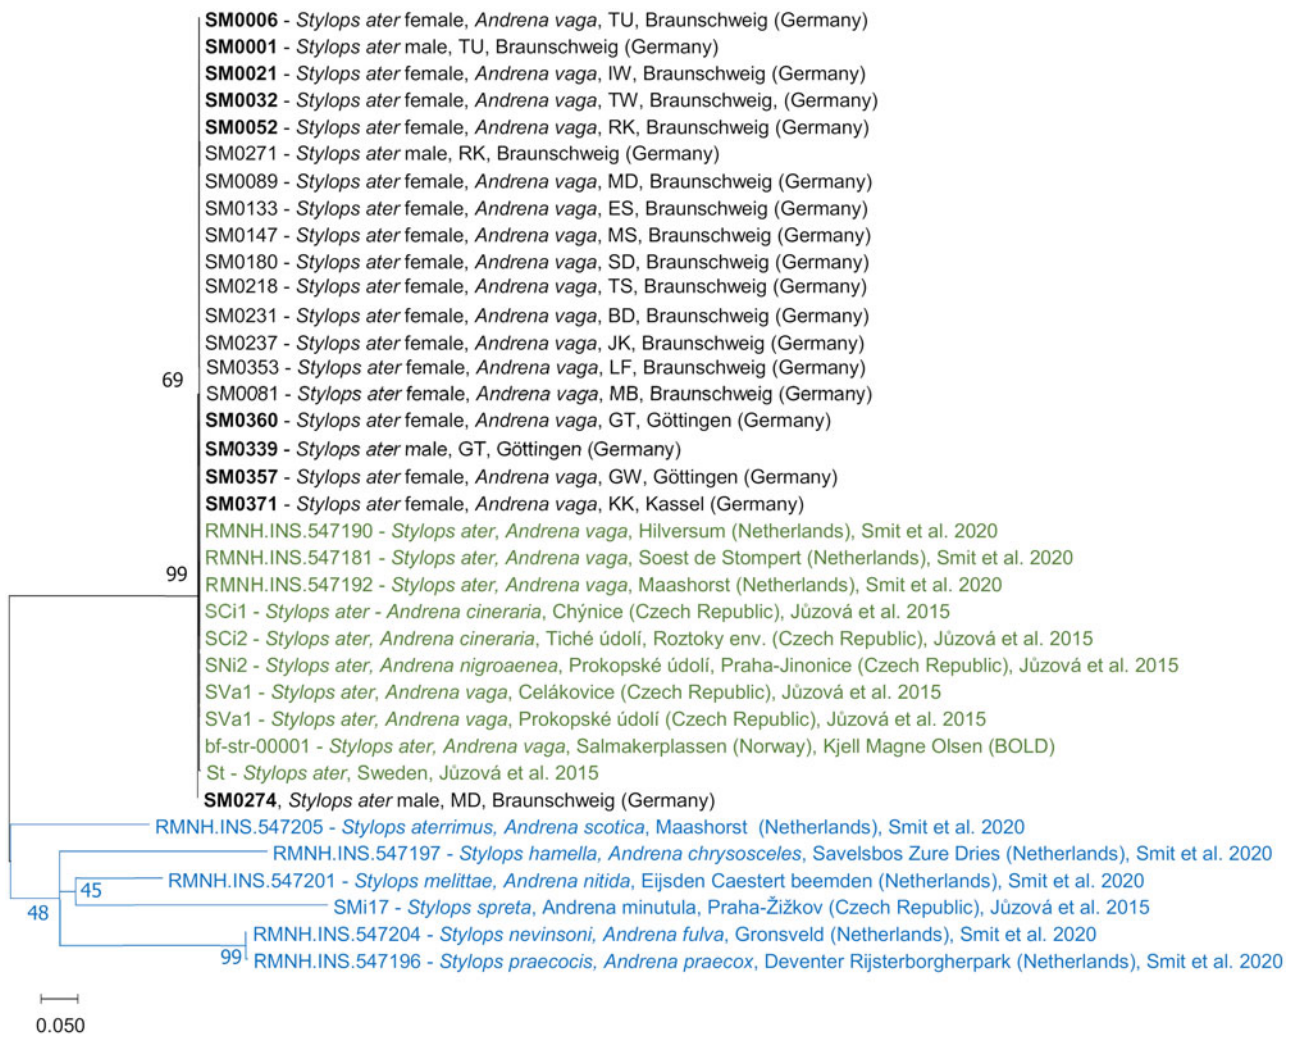 SM0006 - Stylops ater female, Andrena vaga, TU, Braunschweig (Germany)
SM0001 - Stylops ater male, TU, Braunschweig (Germany)
SM0021 - Stylops ater female, Andrena vaga, IW, Braunschweig (Germany)
SM0032 - Stylops ater female, Andrena vaga, TW, Braunschweig, (Germany)
SM0052 - Stylops ater female, Andrena vaga, RK, Braunschweig (Germany)
SM0271 - Stylops ater male, RK, Braunschweig (Germany)
SM0089 - Stylops ater female, Andrena vaga, MD, Braunschweig (Germany)
SM0133 - Stylops ater female, Andrena vaga, ES, Braunschweig (Germany)
SM0147 - Stylops ater female, Andrena vaga, MS, Braunschweig (Germany)
SM0180 - Stylops ater female, Andrena vaga, SD, Braunschweig (Germany)
SM0218 - Stylops ater female, Andrena vaga, TS, Braunschweig (Germany)
SM0231 - Stylops ater female, Andrena vaga, BD, Braunschweig (Germany)
SM0237 - Stylops ater female, Andrena vaga, JK, Braunschweig (Germany)
SM0353 - Stylops ater female, Andrena vaga, LF, Braunschweig (Germany)
69
SM0081 - Stylops ater female, Andrena vaga, MB, Braunschweig (Germany)
SM0360 - Stylops ater female, Andrena vaga, GT, Göttingen (Germany)
SM0339 - Stylops ater male, GT, Göttingen (Germany)
SM0357 - Stylops ater female, Andrena vaga, GW, Göttingen (Germany)
SM0371 - Stylops ater female, Andrena vaga, KK, Kassel (Germany)
RMNH.INS.547190 - Stylops ater, Andrena vaga, Hilversum (Netherlands), Smit et al. 2020
RMNH.INS.547181 - Stylops ater, Andrena vaga, Soest de Stompert (Netherlands), Smit et al. 2020
99
RMNH.INS.547192 - Stylops ater, Andrena vaga, Maashorst (Netherlands), Smit et al. 2020
SCi1 - Stylops ater - Andrena cineraria, Chýnice (Czech Republic), Jůzová et al. 2015
SCi2 - Stylops ater, Andrena cineraria, Tiché údolí, Roztoky env. (Czech Republic), Jůzová et al. 2015
SNi2 - Stylops ater, Andrena nigroaenea, Prokopské údolí, Praha-Jinonice (Czech Republic), Jůzová et al. 2015
SVa1 - Stylops ater, Andrena vaga, Celákovice (Czech Republic), Jůzová et al. 2015
SVa1 - Stylops ater, Andrena vaga, Prokopské údolí (Czech Republic), Jůzová et al. 2015
bf-str-00001 - Stylops ater, Andrena vaga, Salmakerplassen (Norway), Kjell Magne Olsen (BOLD)
St - Stylops ater, Sweden, Jůzová et al. 2015
SM0274, Stylops ater male, MD, Braunschweig (Germany)
RMNH.INS.547205 - Stylops aterrimus, Andrena scotica, Maashorst (Netherlands), Smit et al. 2020
RMNH.INS.547197 - Stylops hamella, Andrena chrysosceles, Savelsbos Zure Dries (Netherlands), Smit et al. 2020
RMNH.INS.547201 - Stylops melittae, Andrena nitida, Eijsden Caestert beemden (Netherlands), Smit et al. 2020
45
SMi17 - Stylops spreta, Andrena minutula, Praha-Žižkov (Czech Republic), Jůzová et al. 2015
48
RMNH.INS.547204 - Stylops nevinsoni, Andrena fulva, Gronsveld (Netherlands), Smit et al. 2020
99
RMNH.INS.547196 - Stylops praecocis, Andrena praecox, Deventer Rijsterborgherpark (Netherlands), Smit et al. 2020
0.050